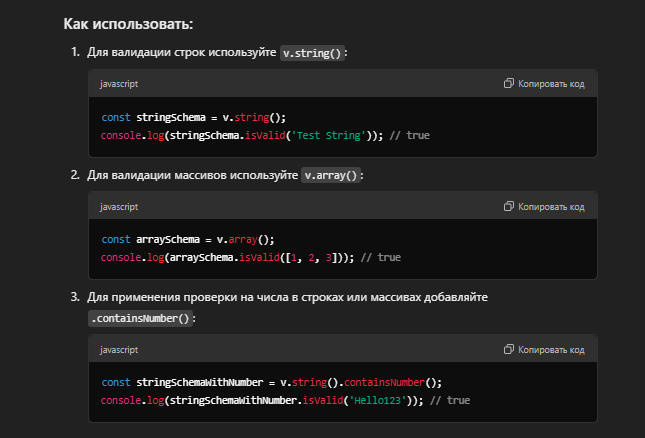 Как использовать:
1. Для валидации строк используйте v.string():
javascript
Копировать код
const stringSchema = v.string();
console.log(stringSchema.isValid('Test String')); // true
2. Для валидации массивов используйте v.array():
javascript
Копировать код
const arraySchema = v.array();
console.log(arraySchema.isValid([1, 2, 3])); // true
3. Для применения проверки на числа в строках или массивах добавляйте
.containsNumber():
javascript
Копировать код
const stringSchemaWithNumber = v.string().containsNumber();
console.log(stringSchemaWithNumber.isValid('Hello123')); // true